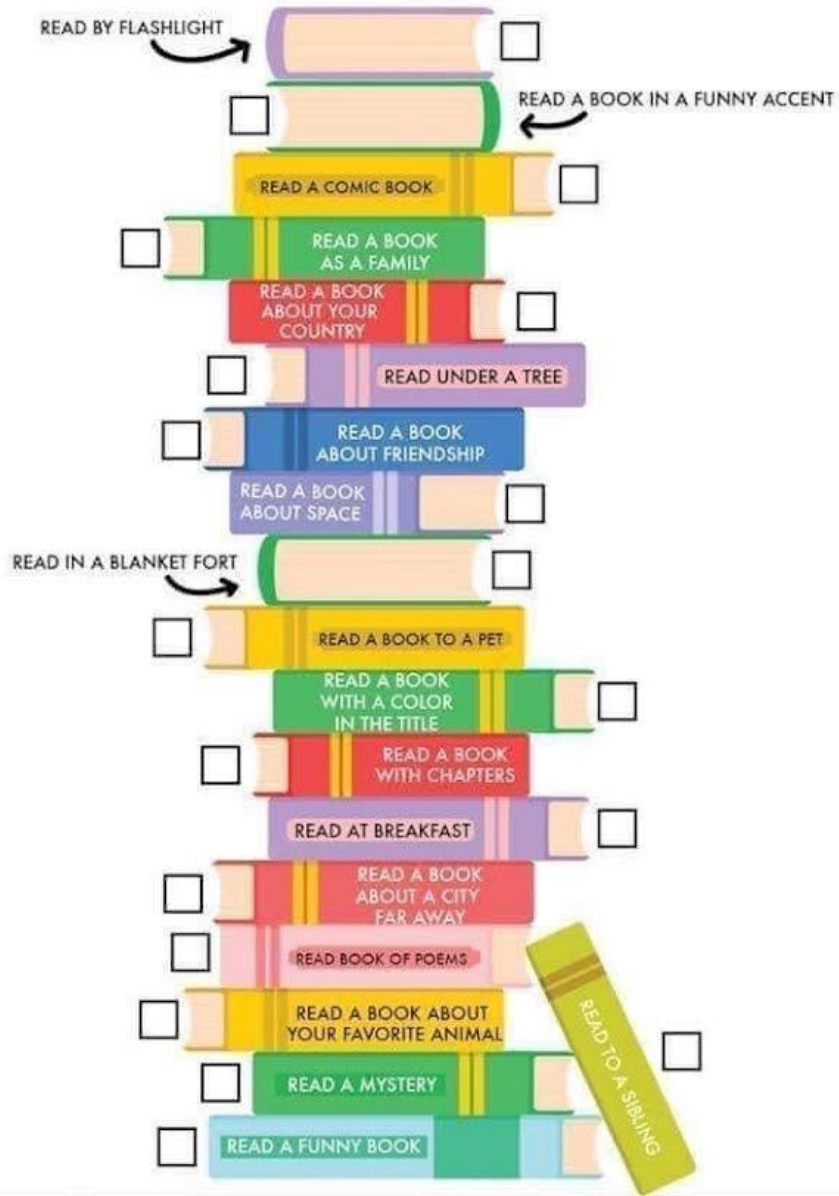 READ BY FLASHLIGHT
READ A BOOK IN A FUNNY ACCENT
READ A COMIC BOOK
READ A BOOK
AS A FAMILY
READ A BOOK
ABOUT YOUR
COUNTRY
READ UNDER A TREE
READ A BOOK
ABOUT FRIENDSHIP
READ A BOOK
ABOUT SPACE
READ IN A BLANKET FORT
READ A BOOK TO A PET
READ A BOOK
WITH A COLOR
IN THE TITLE
READ A BOOK
WITH CHAPTERS
READ AT BREAKFAST
READ A BOOK
ABOUT A CITY
FAR AWAY
READ BOOK OF POEMS
READ A BOOK ABOUT
YOUR FAVORITE ANIMAL
READ TO A SIBLING
READ A MYSTERY
READ A FUNNY BOOK